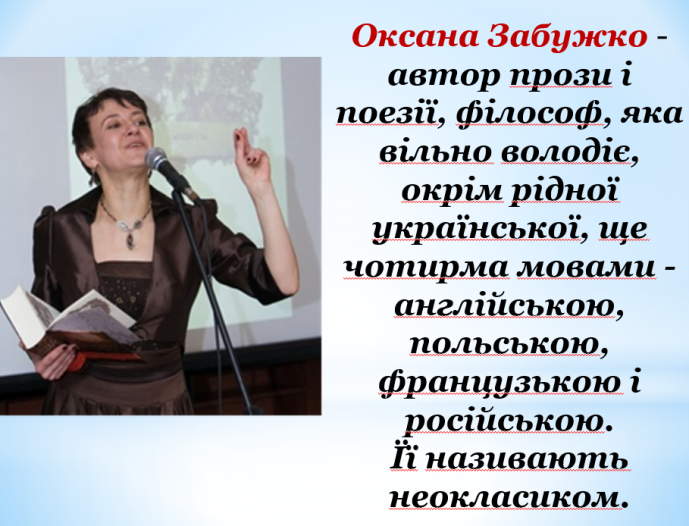 Оксана Забужко -
автор прози і
поезії, філософ, яка
вільно володіє,
окрім рідної
української, ще
чотирма мовами -
англійською,
польською,
французькою і
російською.
Її називають
неокласиком.